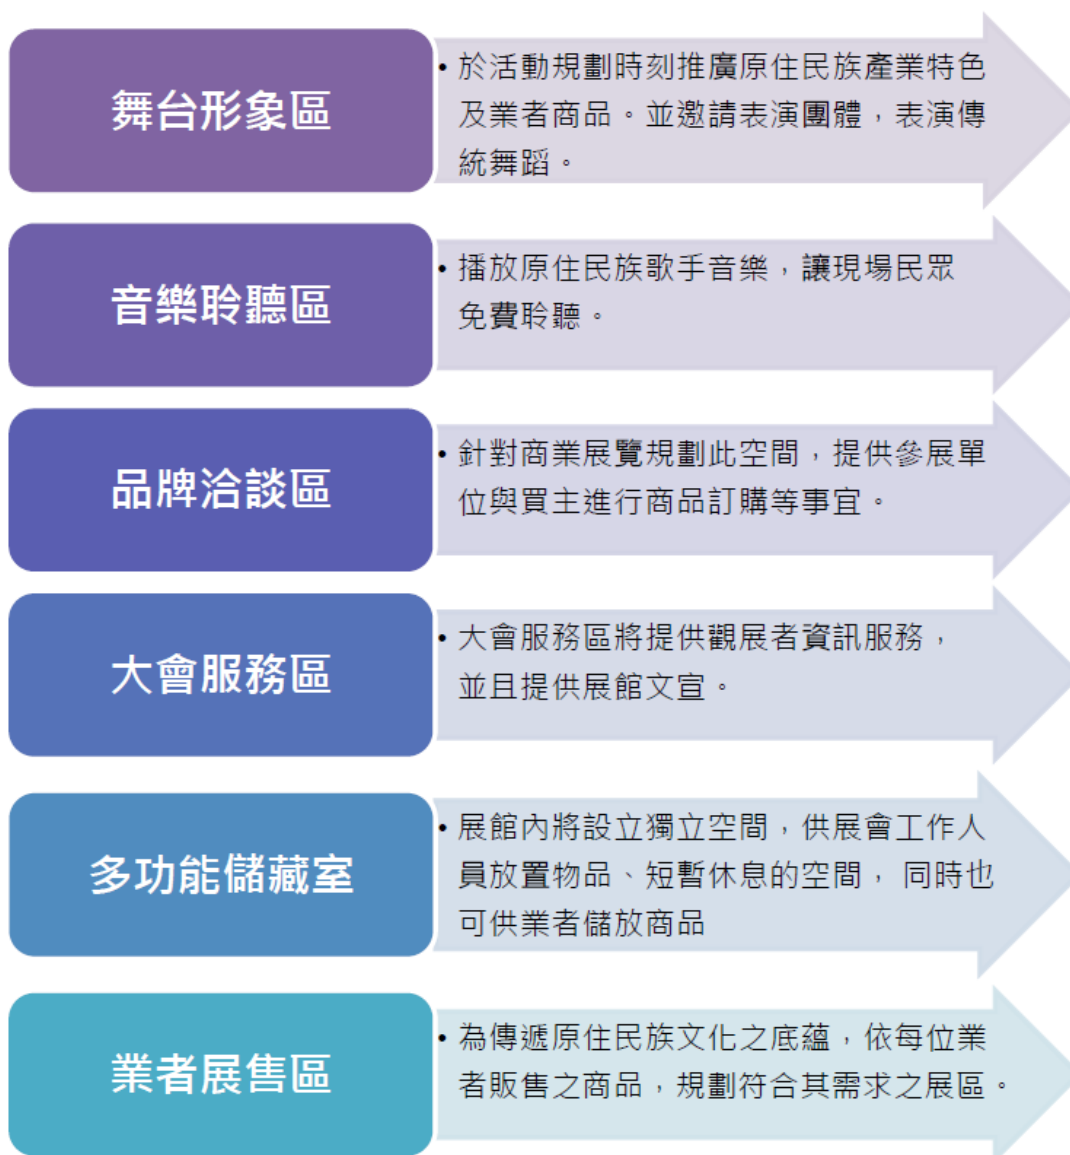 舞台形象區
• 於活動規劃時刻推廣原住民族產業特色
及業者商品。並邀請表演團體，表演傳
統舞蹈。
音樂聆聽區
• 播放原住民族歌手音樂，讓現場民眾
免費聆聽。
品牌洽談區
• 針對商業展覽規劃此空間，提供參展單
位與買主進行商品訂購等事宜。
大會服務區
• 大會服務區將提供觀展者資訊服務，
並且提供展館文宣。
多功能儲藏室
• 展館內將設立獨立空間，供展會工作人
員放置物品、短暫休息的空間， 同時也
可供業者儲放商品
業者展售區
• 為傳遞原住民族文化之底蘊，依每位業
者販售之商品，規劃符合其需求之展區。